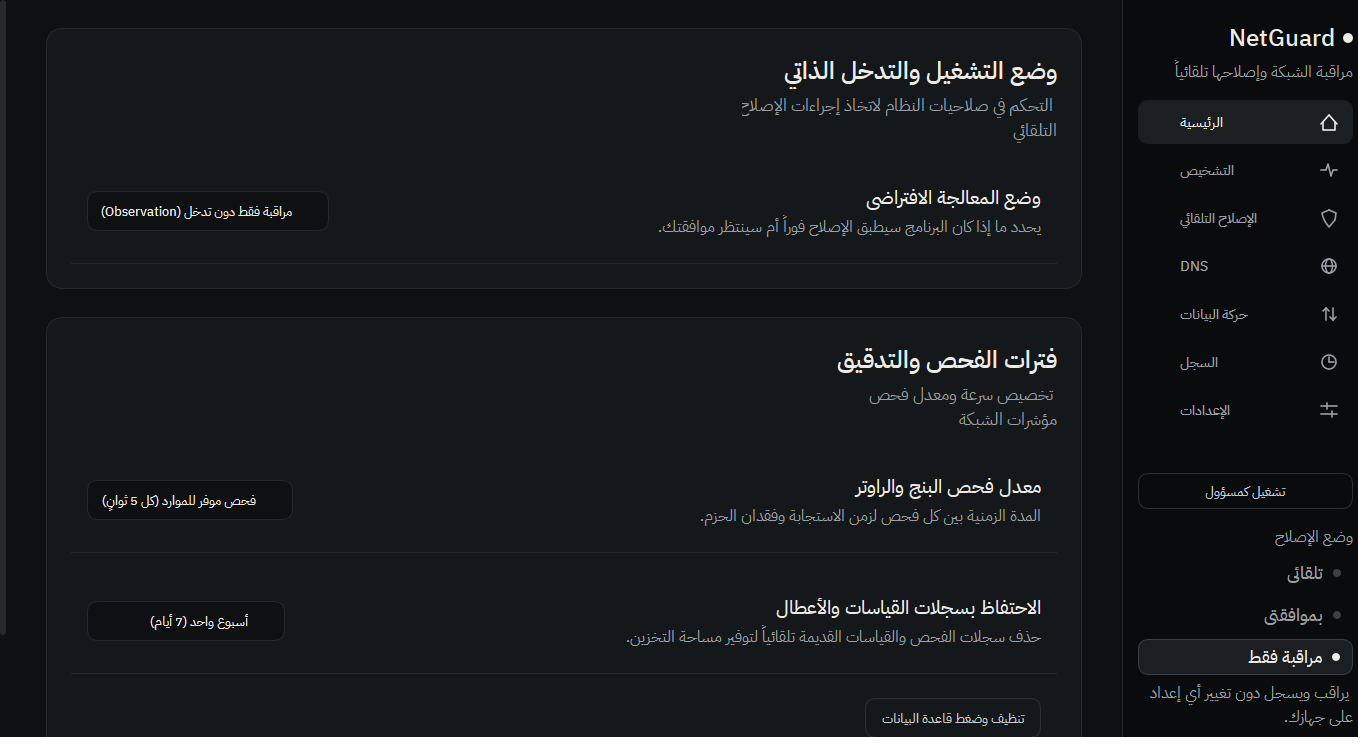 NetGuard
مراقبة الشبكة وإصلاحها تلقائياً
الرئيسية
التشخيص
الإصلاح التلقائي
DNS
حركة البيانات
السجل
الإعدادات
تشغيل كمسؤول
وضع الإصلاح
تلقائي
بموافقتي
مراقبة فقط
يراقب ويسجل دون تغيير أي إعداد
على جهازك.
وضع التشغيل والتدخل الذاتي
التحكم في صلاحيات النظام لاتخاذ إجراءات الإصلاح
التلقائي
وضع المعالجة الافتراضي
يحدد ما إذا كان البرنامج سيطبق الإصلاح فوراً أم سينتظر موافقتك.
مراقبة فقط دون تدخل (Observation)
فترات الفحص والتدقيق
تخصيص سرعة ومعدل فحص
مؤشرات الشبكة
معدل فحص البنج والراوتر
المدة الزمنية بين كل فحص لزمن الاستجابة وفقدان الحزم.
فحص موفر للموارد (كل 5 ثوانٍ)
الاحتفاظ بسجلات القياسات والأعطال
حذف سجلات الفحص والقياسات القديمة تلقائياً لتوفير مساحة التخزين.
أسبوع واحد (7 أيام)
تنظيف وضغط قاعدة البيانات